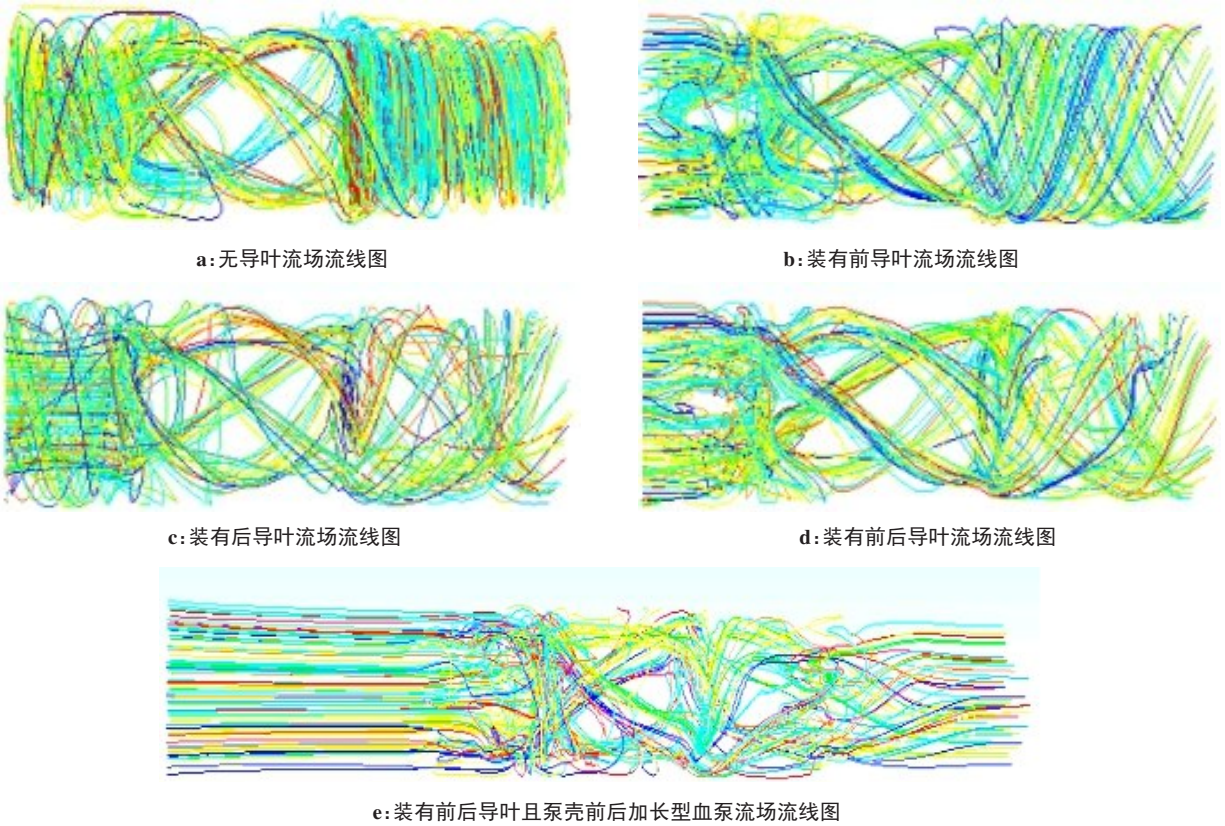 a:无导叶流场流线图
b:装有前导叶流场流线图
c:装有后导叶流场流线图
d:装有前后导叶流场流线图
e:装有前后导叶且泵壳前后加长型血泵流场流线图